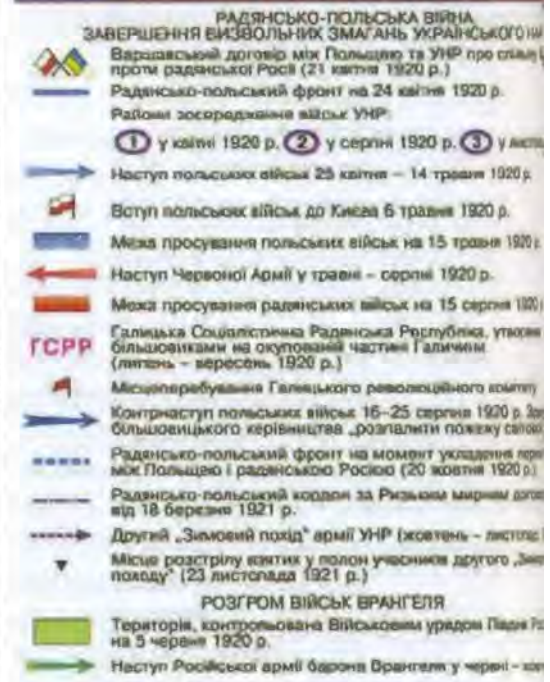 РАДЯНСЬКО-ПОЛЬСЬКА ВІЙНА
ЗАВЕРШЕННЯ ВИЗВОЛЬНИХ ЗМАГАНЬ УКРАЇНСЬКОГО
Варшавський договір між Польщею та УНР про
проти радянської Росії (21 квітня 1920 р.)
Радянсько-польський фронт на 24 квітня 1920 р.
Райони зосередження військ УНР:
1 у квітні 1920 р. 2 у серпні 1920 р. 3 у
Наступ польських військ 25 квітня – 14 травня 1920 р.
Вступ польських військ до Києва 6 травня 1920 р.
Межа просування польських військ на 15 травня 1920 р.
Наступ Червоної Армії у травні – серпні 1920 р.
Межа просування радянських військ на 15 серпня 1920
ГСРР Галицька Соціалістична Радянська Республіка,
більшовиками на окупованій частині Галичини
(липень – вересень 1920 р.)
Місцеперебування Галицького революційного комітету
Контрнаступ польських військ 16–25 серпня 1920 р.
більшовицького керівництва „розпалити пожежу
Радянсько-польський фронт на момент укладення
між Польщею і радянською Росією (20 жовтня 1920 р.)
Радянсько-польський кордон за Ризьким мирним
від 18 березня 1921 р.
Другий „Зимовий похід" армії УНР (жовтень –
Місце розстрілу взятих у полон учасників другого
походу" (23 листопада 1921 р.)
РОЗГРОМ ВІЙСЬК ВРАНГЕЛЯ
Територія, контрольована Військовим урядом Півдня
на 5 червня 1920 р.
Наступ Російської армії барона Врангеля у червні –